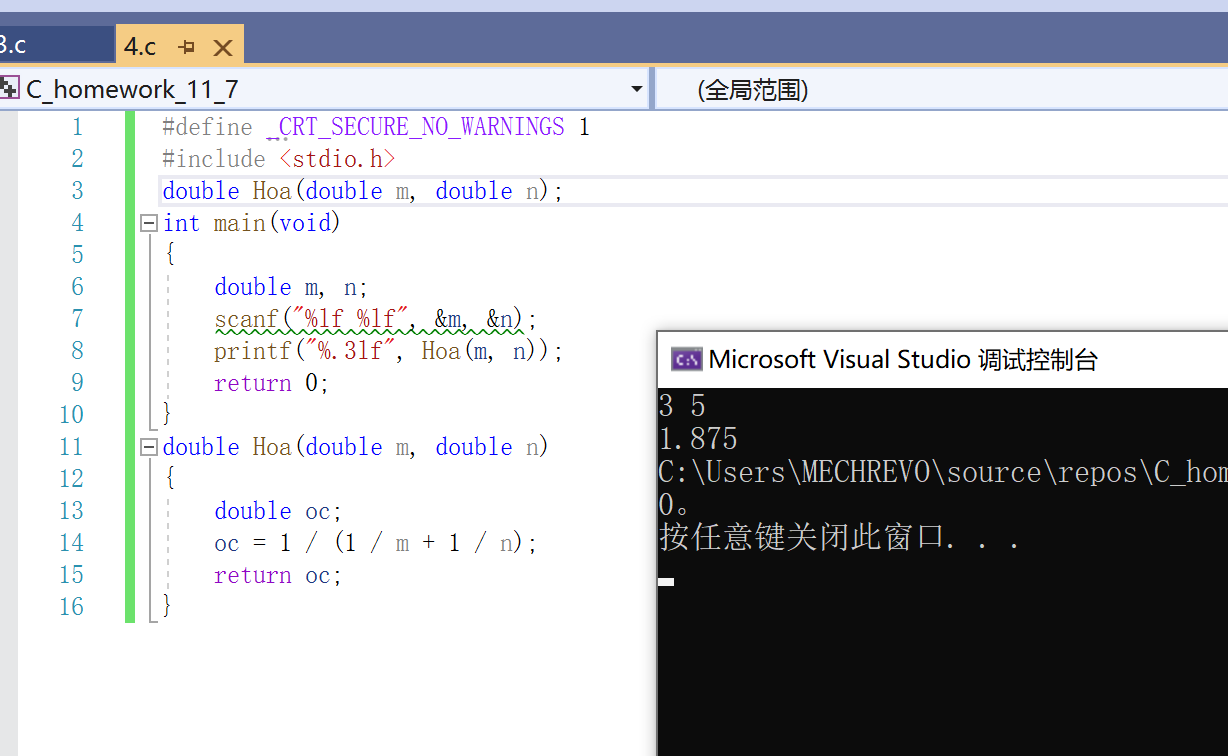 3.c
4.c
C_homework_11_7
(全局范围)
1 #define _CRT_SECURE_NO_WARNINGS 1
2 #include <stdio.h>
3 double Hoa(double m, double n);
4 int main(void)
5 {
6 double m, n;
7 scanf("%lf %lf", &m, &n);
8 printf("%.3lf", Hoa(m, n));
9 return 0;
10 }
11 double Hoa(double m, double n)
12 {
13 double oc;
14 oc = 1 / (1 / m + 1 / n);
15 return oc;
16 }
Microsoft Visual Studio 调试控制台
3 5
1.875
C:\Users\MECHREVO\source\repos\C_hom
0。
按任意键关闭此窗口. . .